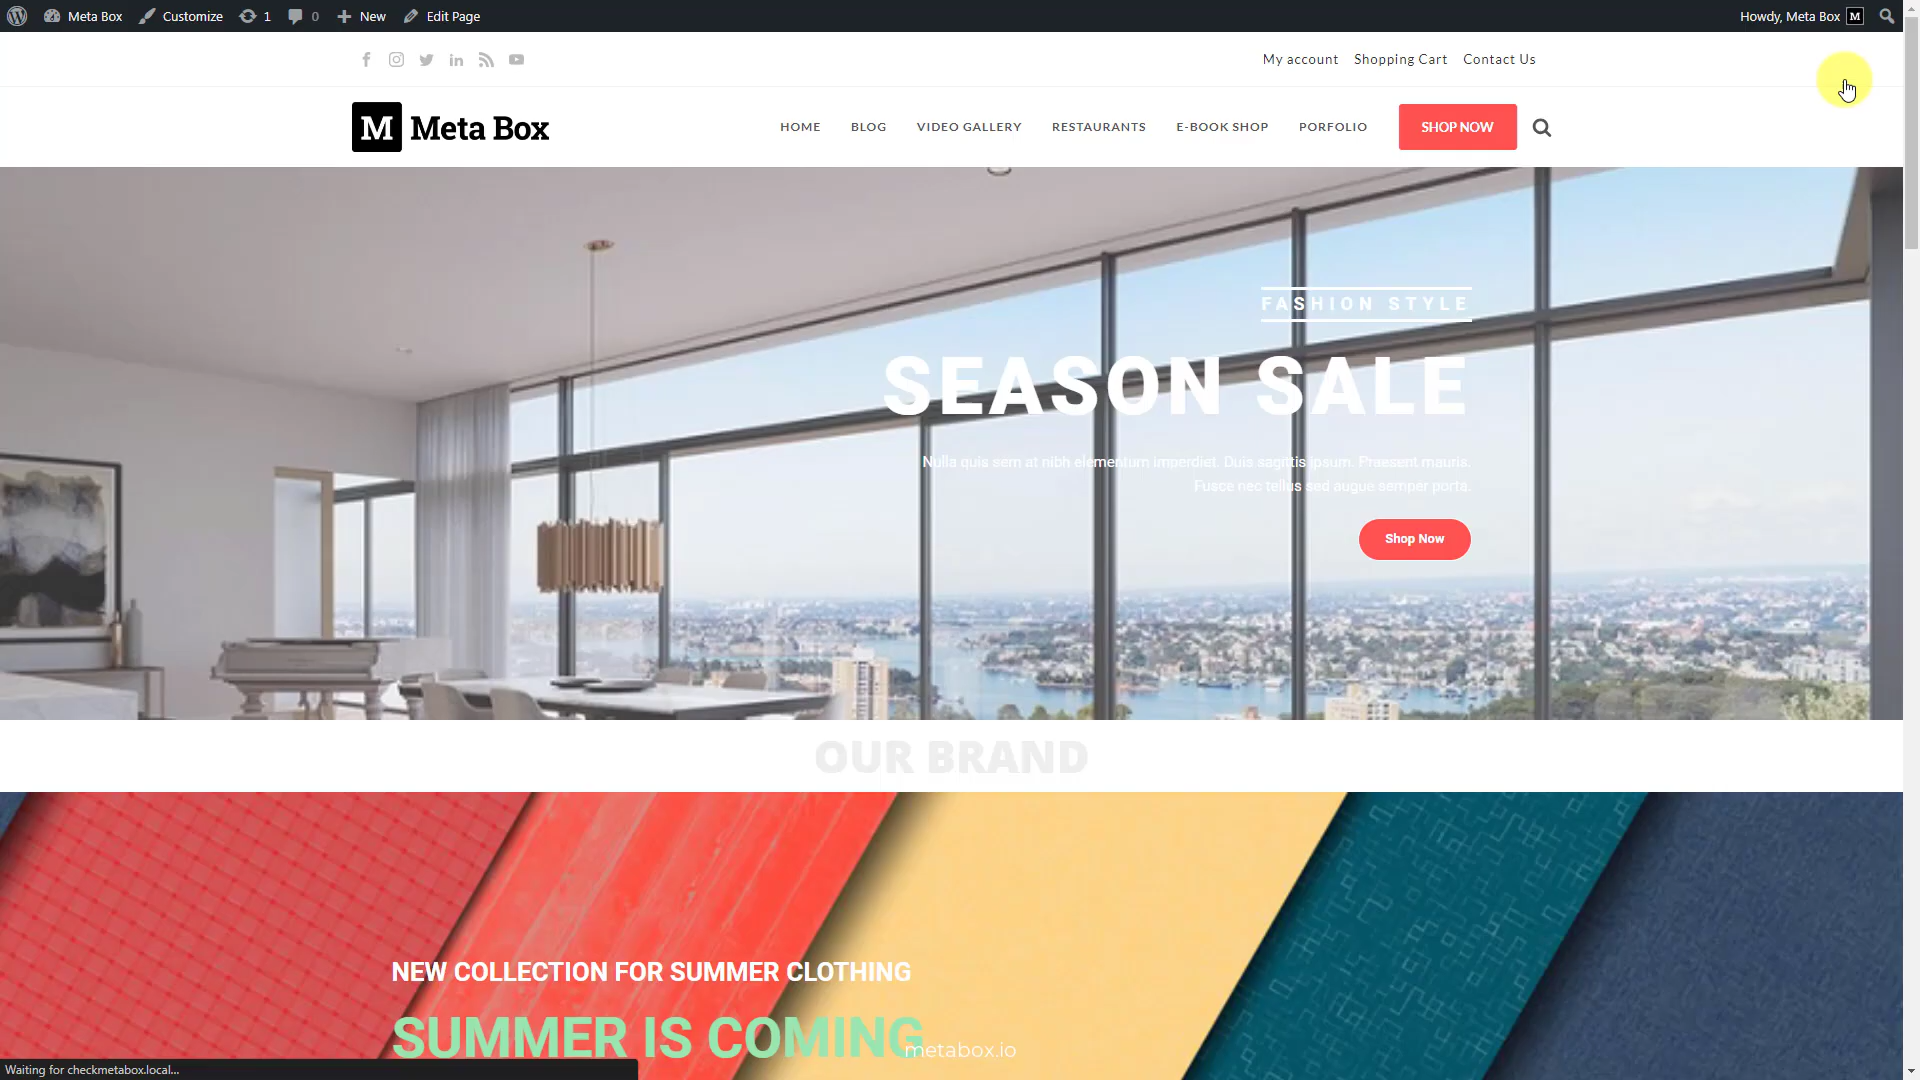 Meta Box Customize 1 0 New Edit Page Howdy, Meta Box M
My account Shopping Cart Contact Us
M Meta Box HOME BLOG VIDEO GALLERY RESTAURANTS E-BOOK SHOP PORFOLIO SHOP NOW
FASHION STYLE
SEASON SALE
Nulla quis sem at nibh elementum imperdiet. Duis sagittis ipsum. Praesent mauris.
Fusce nec tellus sed augue semper porta.
Shop Now
OUR BRAND
NEW COLLECTION FOR SUMMER CLOTHING
SUMMER IS COMING
metabox.io
Waiting for checkmetabox.local...